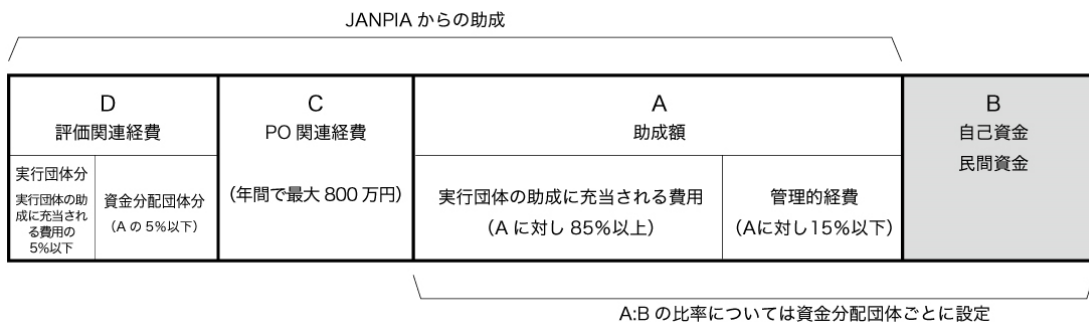 JANPIA からの助成
D
評価関連経費
C
PO 関連経費
A
助成額
B
自己資金
民間資金
実行団体分
実行団体の助
成に充当され
る費用の
5%以下
資金分配団体分
(A の 5%以下)
(年間で最大 800 万円)
実行団体の助成に充当される費用
(A に対し 85%以上)
管理的経費
(Aに対し15%以下)
A:B の比率については資金分配団体ごとに設定